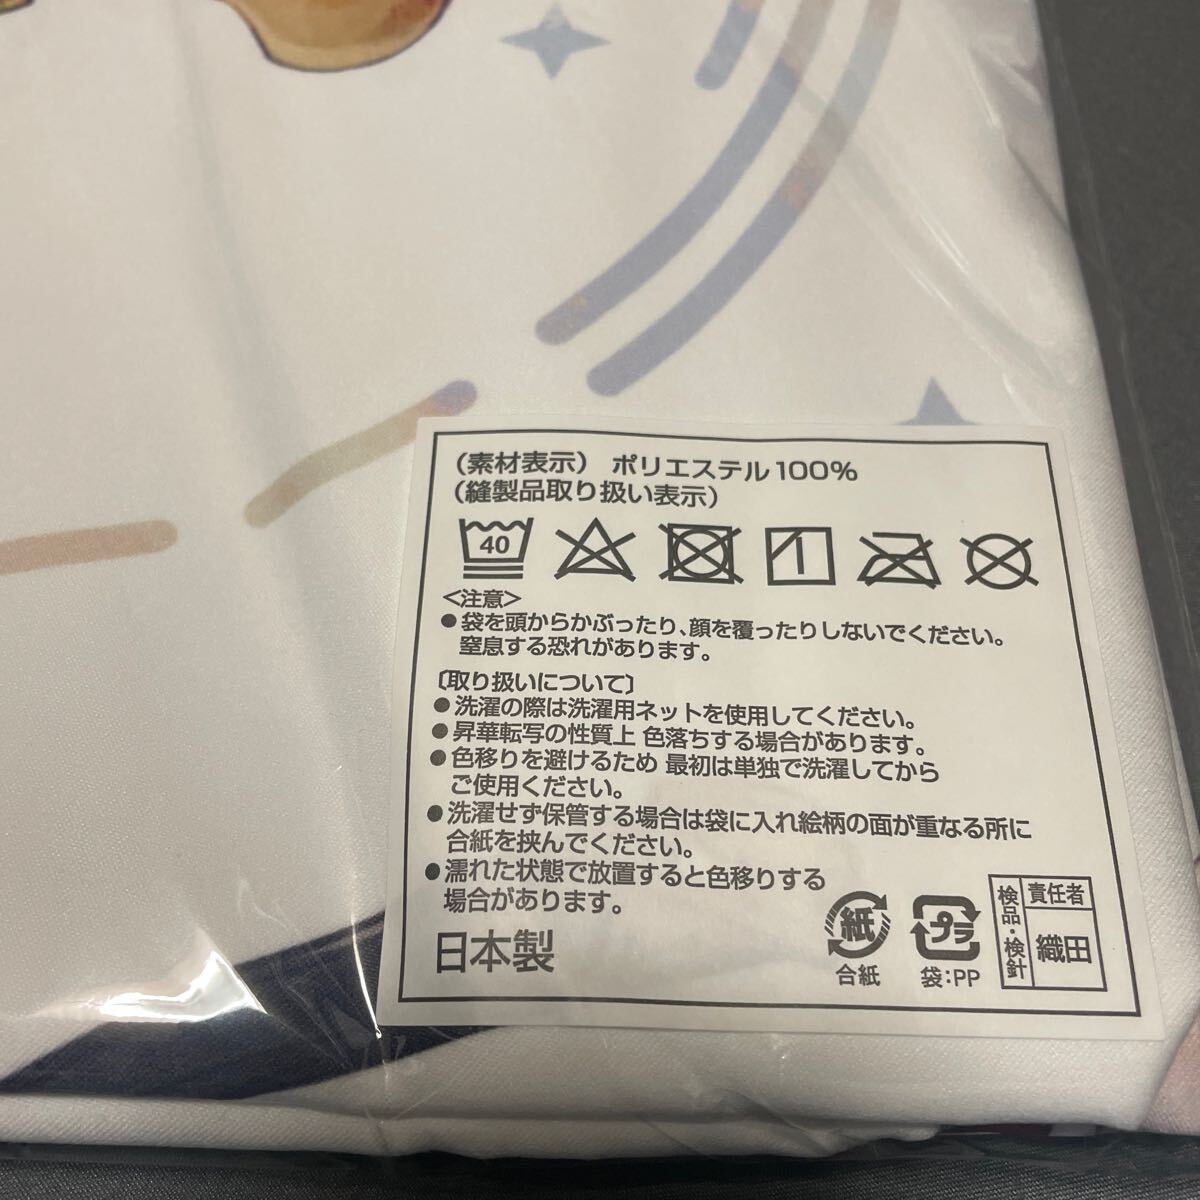 (素材表示) ポリエステル100%
(縫製品取り扱い表示)
40
<注意>
●袋を頭からかぶったり、顔を覆ったりしないでください。
窒息する恐れがあります。
〔取り扱いについて〕
●洗濯の際は洗濯用ネットを使用してください。
●昇華転写の性質上 色落ちする場合があります。
●色移りを避けるため 最初は単独で洗濯してから
ご使用ください。
●洗濯せず保管する場合は袋に入れ絵柄の面が重なる所に
合紙を挟んでください。
●濡れた状態で放置すると色移りする
場合があります。
日本製
紙
合紙
プラ
袋:PP
検品・検針
責任者
織田